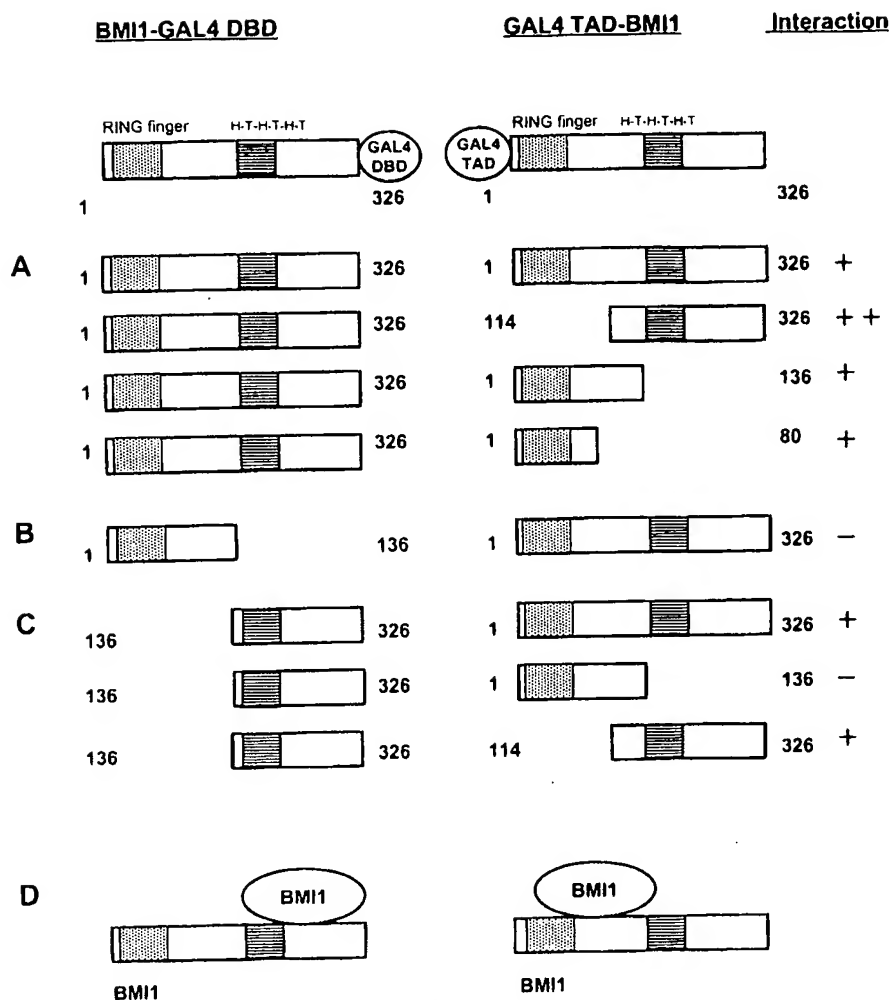 BMI1-GAL4 DBD GAL4 TAD-BMI1 Interaction
RING finger H-T-H-T-H-T RING finger H-T-H-T-H-T
GAL4 DBD GAL4 TAD
1 326 1 326
A 1 326 1 326 +
1 326 114 326 + +
1 326 1 136 +
1 326 1 80 +
B 1 136 1 326 −
C 136 326 1 326 +
136 326 1 136 −
136 326 114 326 +
D BMI1 BMI1
BMI1 BMI1